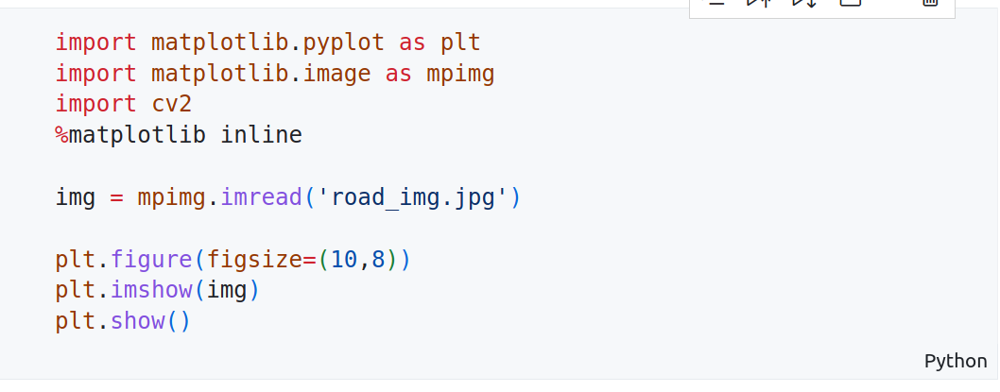 import matplotlib.pyplot as plt
import matplotlib.image as mpimg
import cv2
%matplotlib inline
img = mpimg.imread('road_img.jpg')
plt.figure(figsize=(10,8))
plt.imshow(img)
plt.show()
Python